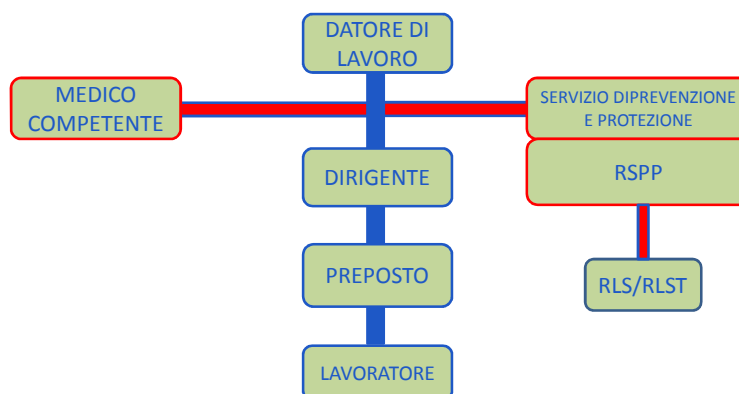 DATORE DI
LAVORO
MEDICO
COMPETENTE
SERVIZIO DIPREVENZIONE
E PROTEZIONE
DIRIGENTE
RSPP
PREPOSTO
RLS/RLST
LAVORATORE